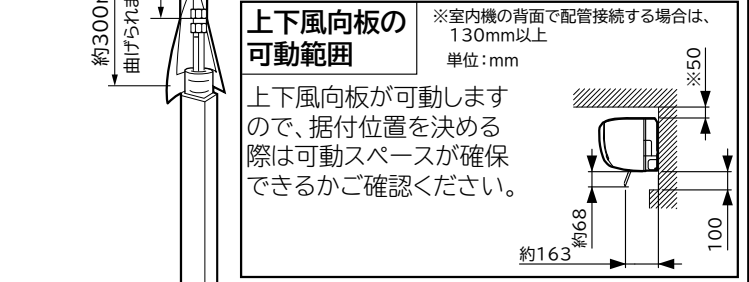 約300m
曲げられま
上下風向板の
可動範囲
※室内機の背面で配管接続する場合は、
130mm以上
単位：mm
上下風向板が可動します
ので、据付位置を決める
際は可動スペースが確保
できるかご確認ください。
※50
約68
100
約163